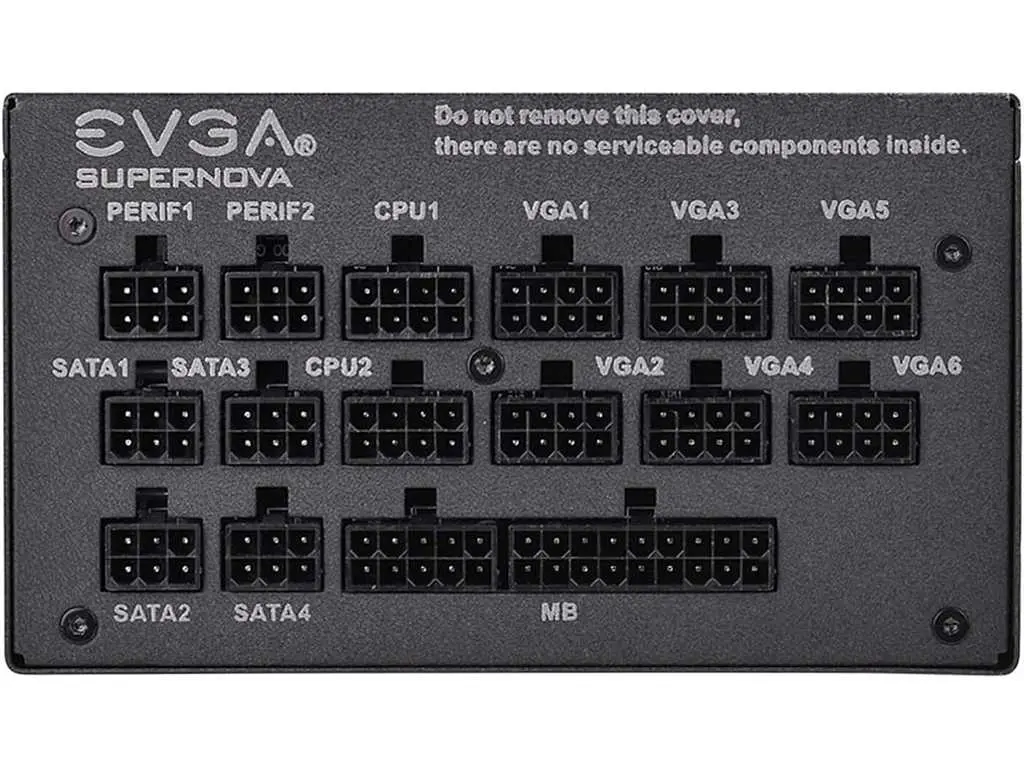 EVGA®
SUPERNOVA
Do not remove this cover,
there are no serviceable components inside.
PERIF1 PERIF2 CPU1 VGA1 VGA3 VGA5
SATA1 SATA3 CPU2 VGA2 VGA4 VGA6
SATA2 SATA4 MB